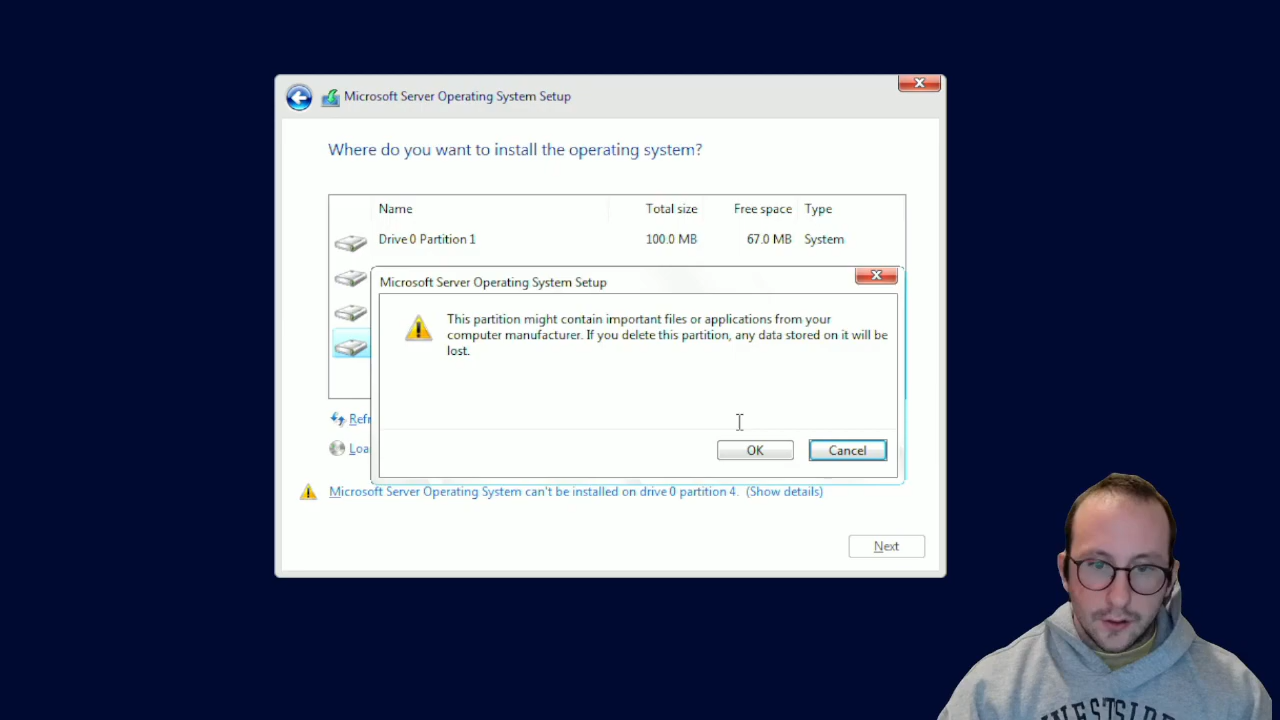 Microsoft Server Operating System Setup
Where do you want to install the operating system?
Name Total size Free space Type
Drive 0 Partition 1 100.0 MB 67.0 MB System
Microsoft Server Operating System Setup
This partition might contain important files or applications from your
computer manufacturer. If you delete this partition, any data stored on it will be
lost.
OK Cancel
Refr
Loa
Microsoft Server Operating System can't be installed on drive 0 partition 4. (Show details)
Next